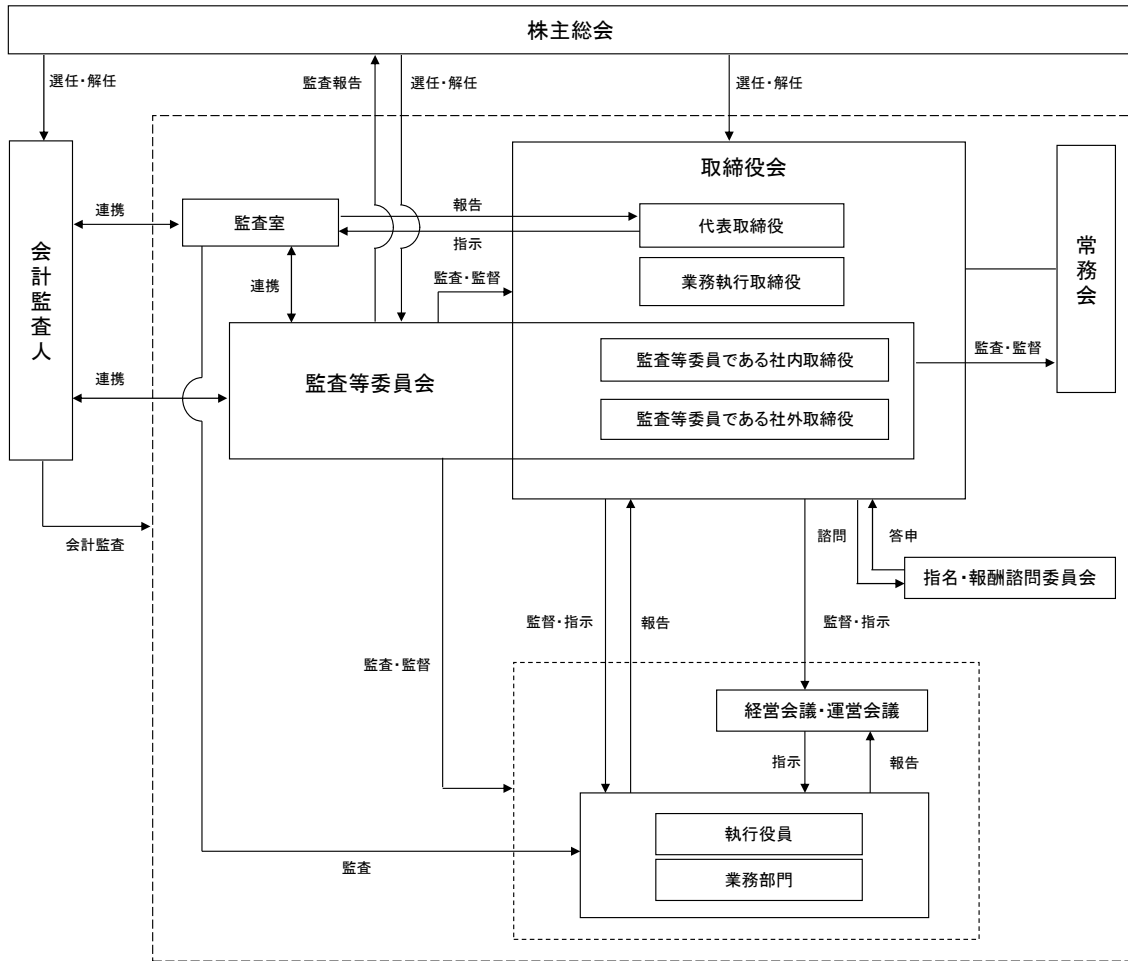 株主総会
選任・解任
監査報告
選任・解任
選任・解任
会計監査人
連携
監査室
報告
指示
取締役会
代表取締役
業務執行取締役
常務会
連携
監査・監督
監査等委員会
監査等委員である社内取締役
監査等委員である社外取締役
監査・監督
連携
会計監査
諮問
答申
指名・報酬諮問委員会
監督・指示
報告
監督・指示
監査・監督
経営会議・運営会議
指示
報告
執行役員
業務部門
監査